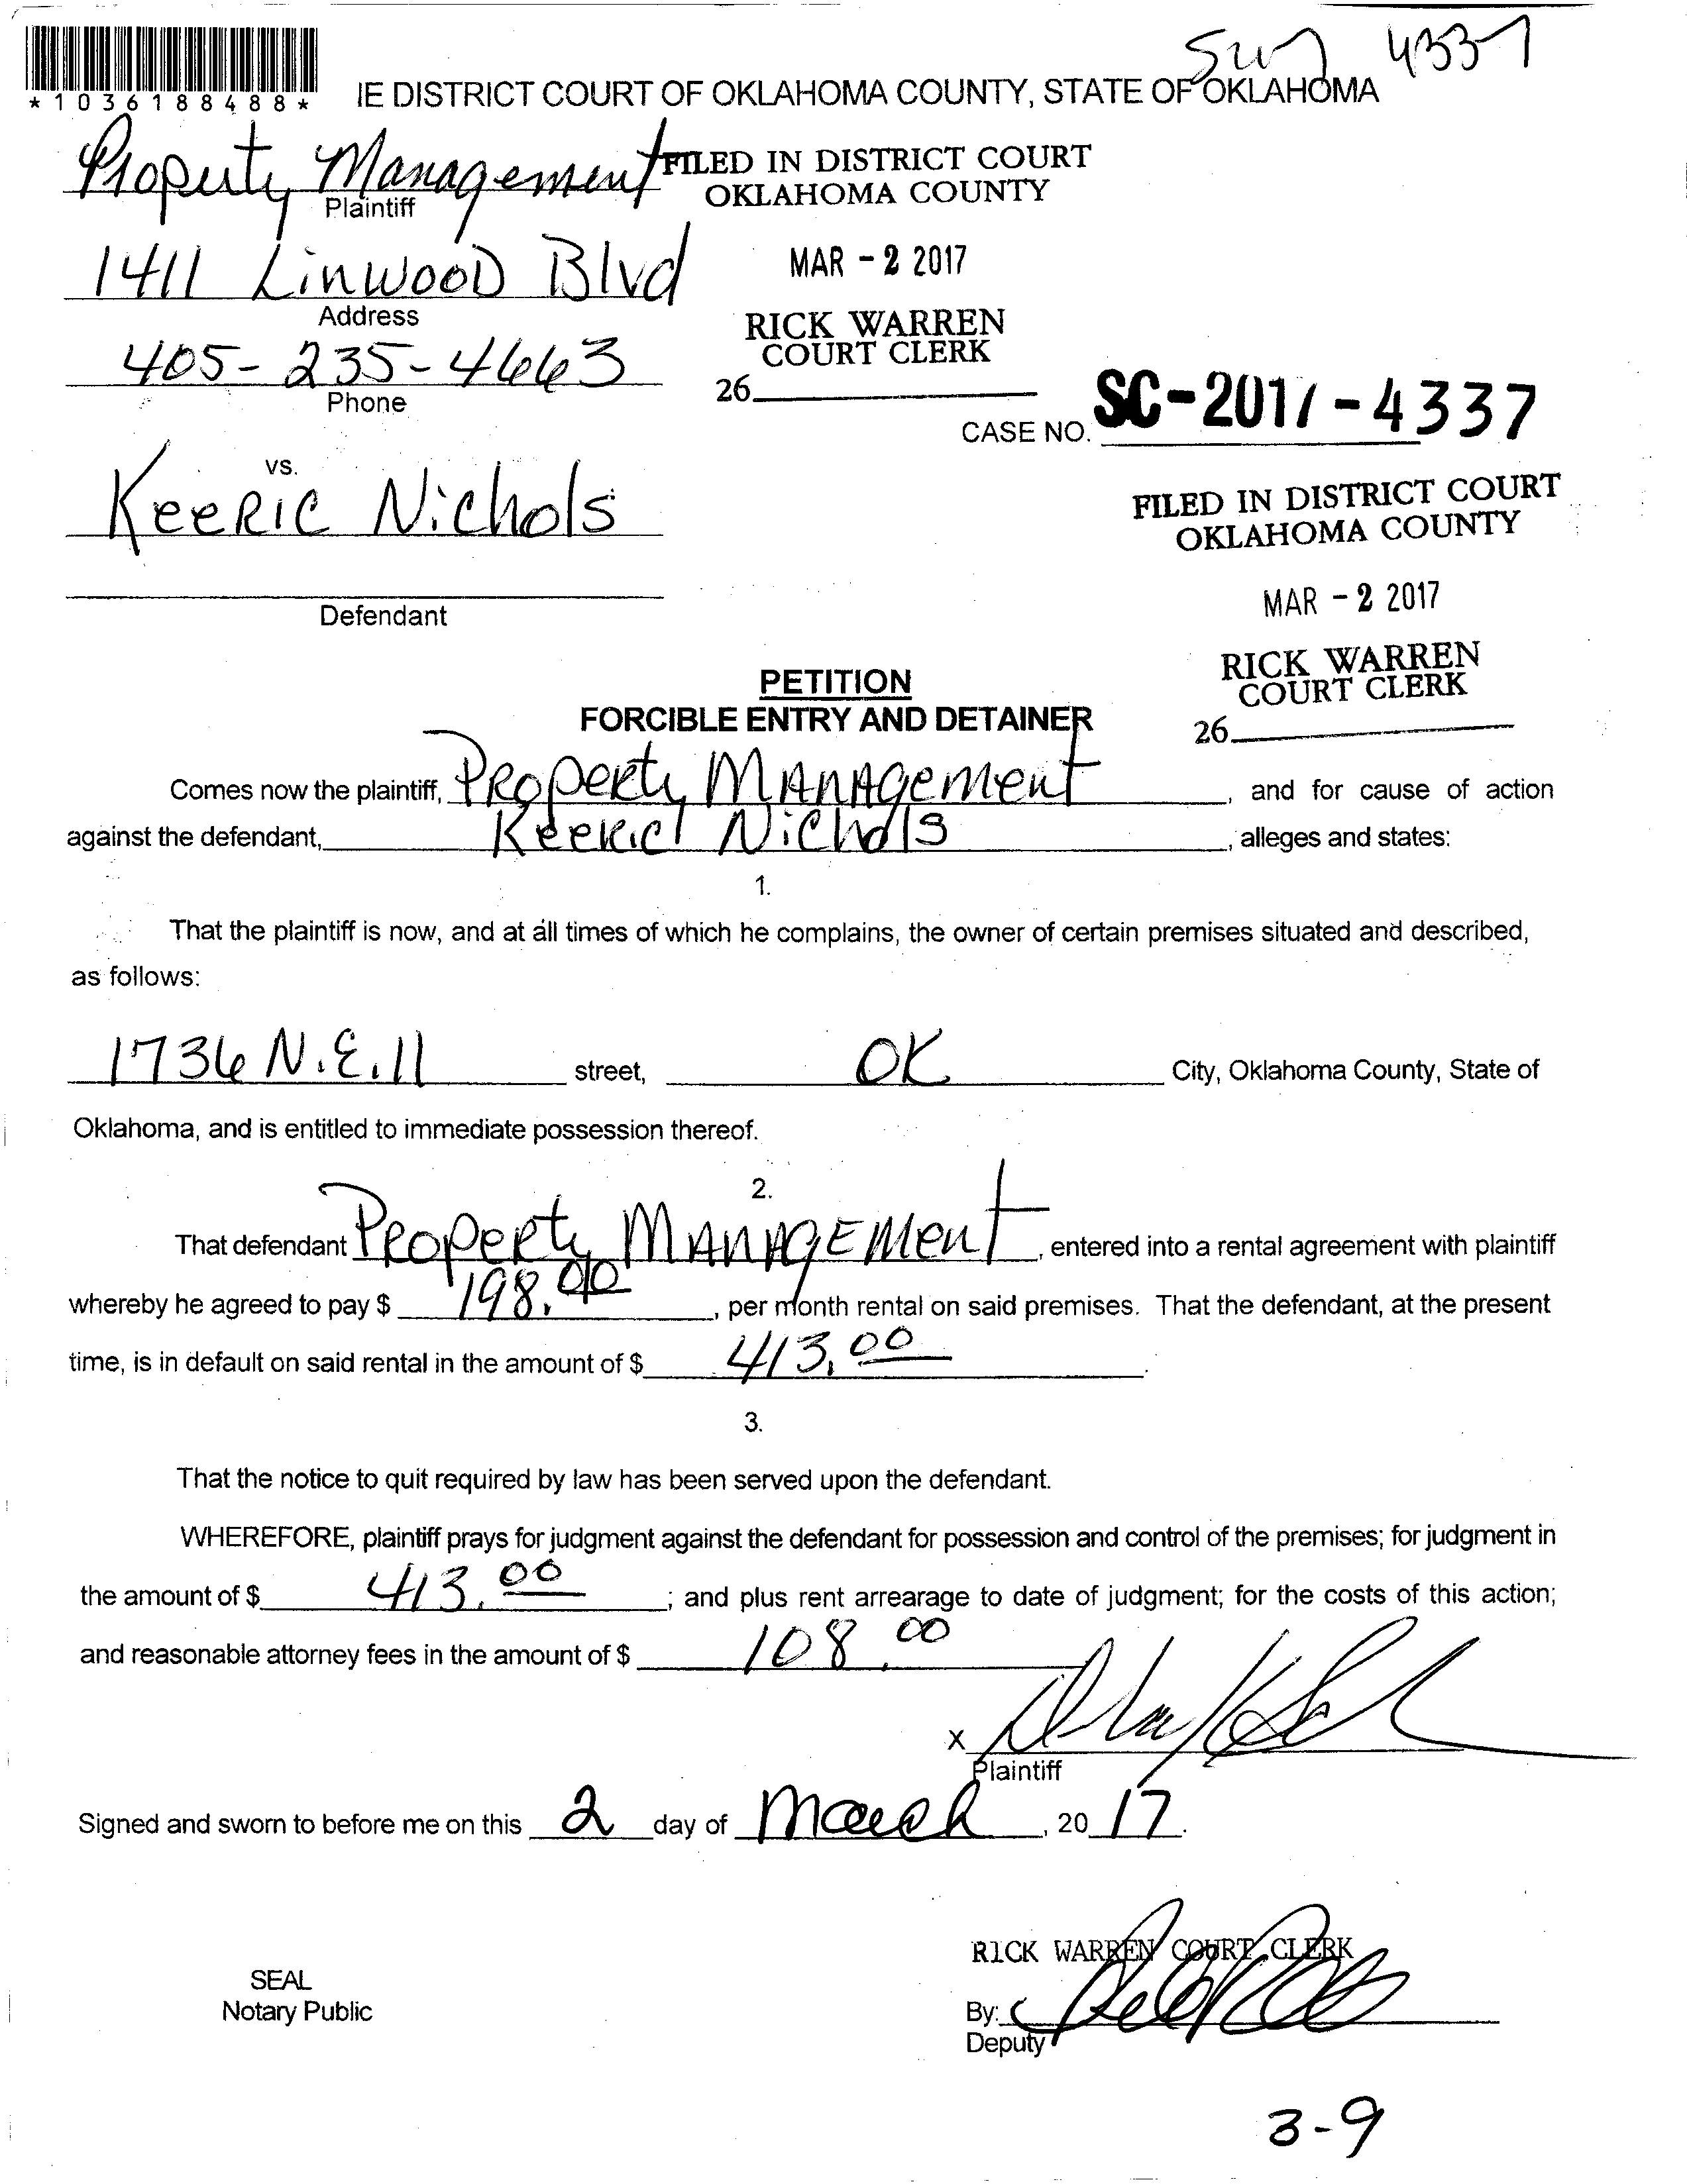 4337
*1036188488*
IE DISTRICT COURT OF OKLAHOMA COUNTY, STATE OF OKLAHOMA
Property Management
Plaintiff
FILED IN DISTRICT COURT
OKLAHOMA COUNTY
1411 Linwood Blvd
Address
MAR - 2 2017
RICK WARREN
COURT CLERK
405-235-4663
Phone
26
CASE NO. SC-2017-4337
vs.
KeeRic Nichols
Defendant
FILED IN DISTRICT COURT
OKLAHOMA COUNTY
MAR - 2 2017
RICK WARREN
COURT CLERK
26
PETITION
FORCIBLE ENTRY AND DETAINER
Comes now the plaintiff, PRoperty MANAgement, and for cause of action
against the defendant, Nichols, alleges and states:
1.
That the plaintiff is now, and at all times of which he complains, the owner of certain premises situated and described,
as follows:
1736 N.E.11 street, OK City, Oklahoma County, State of
Oklahoma, and is entitled to immediate possession thereof.
2.
That defendant PRopeRty MANAGEMent, entered into a rental agreement with plaintiff
whereby he agreed to pay $ 198.00, per month rental on said premises. That the defendant, at the present
time, is in default on said rental in the amount of $ 413.00.
3.
That the notice to quit required by law has been served upon the defendant.
WHEREFORE, plaintiff prays for judgment against the defendant for possession and control of the premises; for judgment in
the amount of $ 413.00; and plus rent arrearage to date of judgment; for the costs of this action;
and reasonable attorney fees in the amount of $ 108.00
X
Plaintiff
Signed and sworn to before me on this 2 day of March, 20 17.
RICK WARREN COURT CLERK
SEAL
Notary Public
By:
Deputy
3-9